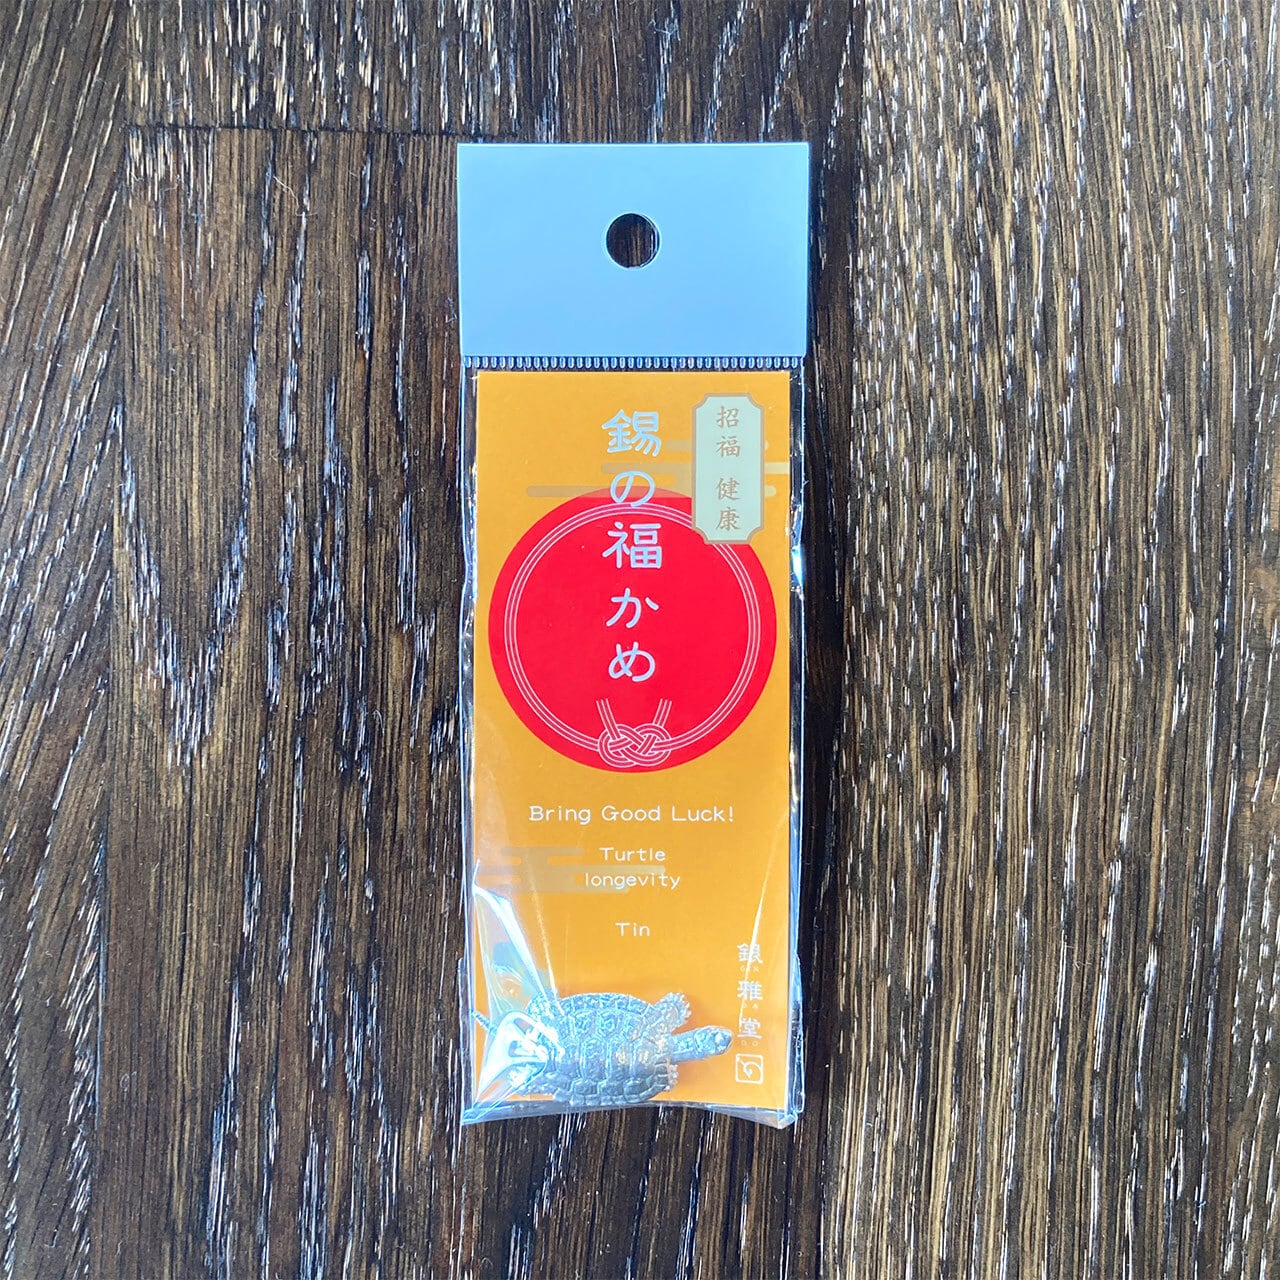 錫の福かめ
招福 健康
Bring Good Luck!
Turtle
longevity
Tin
銀雅堂